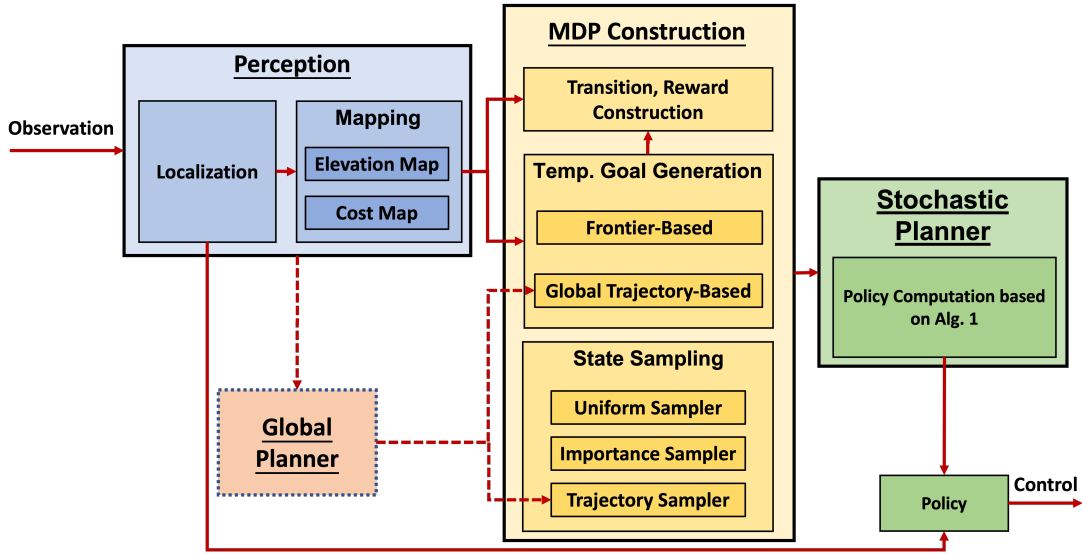 Observation
Perception
Localization
Mapping
Elevation Map
Cost Map
Global
Planner
MDP Construction
Transition, Reward
Construction
Temp. Goal Generation
Frontier-Based
Global Trajectory-Based
State Sampling
Uniform Sampler
Importance Sampler
Trajectory Sampler
Stochastic
Planner
Policy Computation based
on Alg. 1
Policy
Control